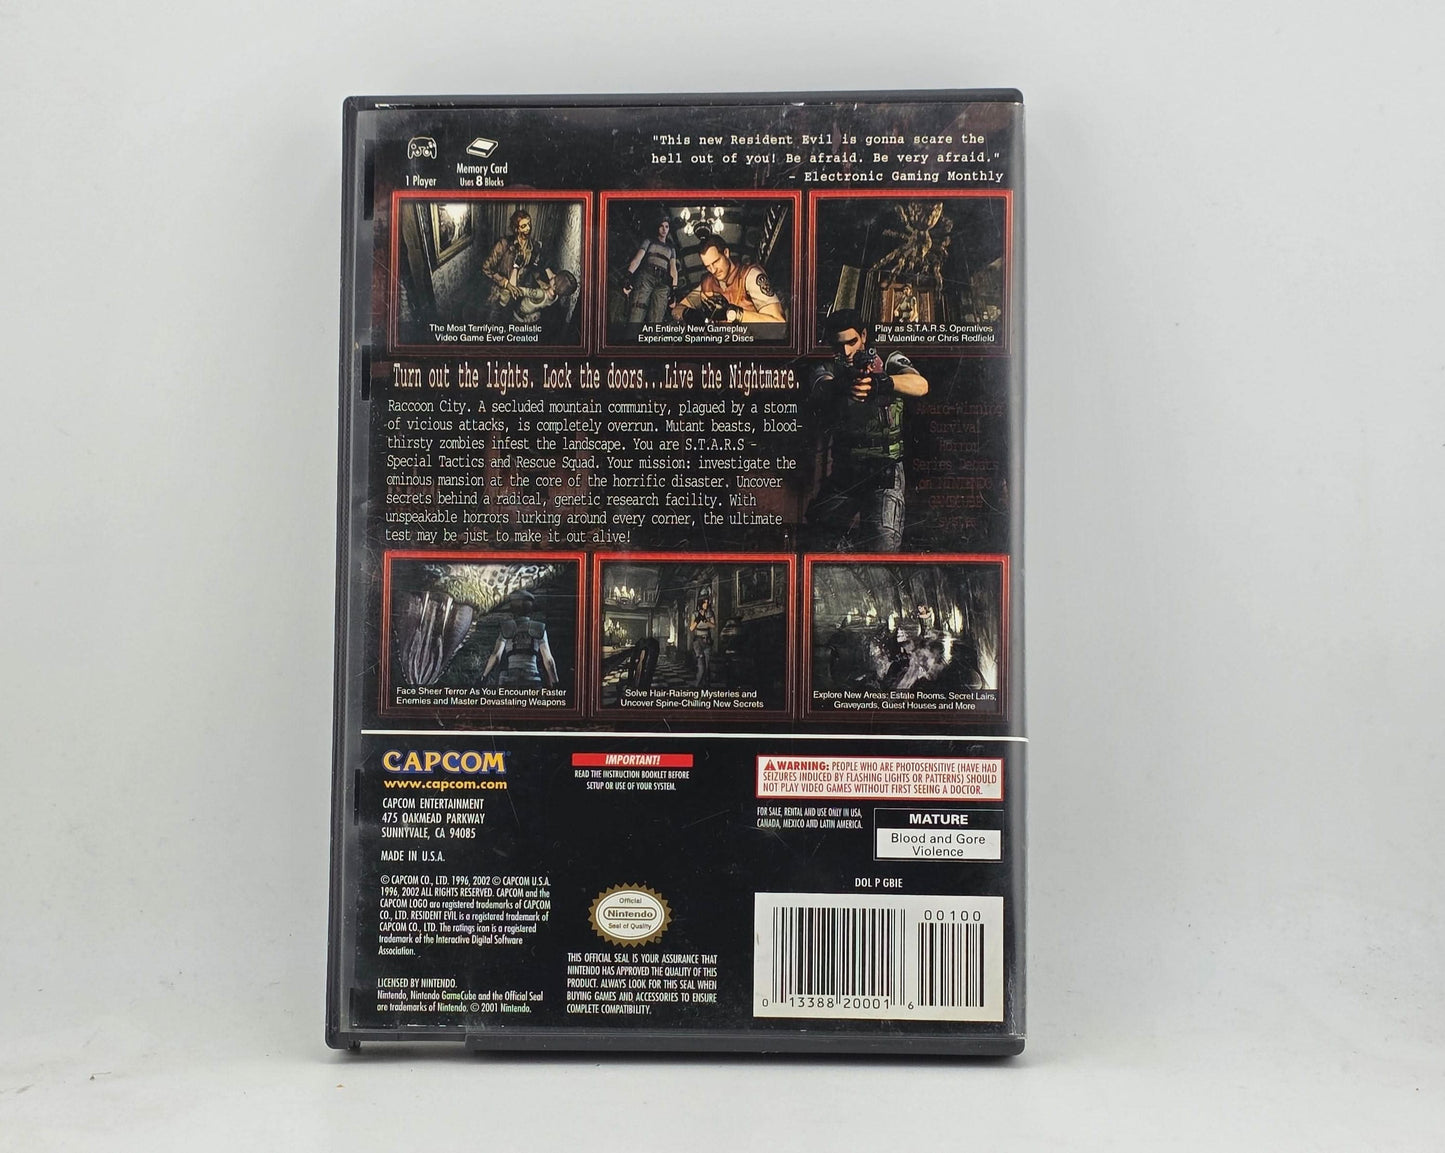 "This new Resident Evil is gonna scare the
hell out of you! Be afraid. Be very afraid."
- Electronic Gaming Monthly
1 Player
Memory Card
Uses 8 Blocks
The Most Terrifying, Realistic
Video Game Ever Created
An Entirely New Gameplay
Experience Spanning 2 Discs
Play as S.T.A.R.S. Operatives
Jill Valentine or Chris Redfield
Turn out the lights. Lock the doors...Live the Nightmare.
Raccoon City. A secluded mountain community, plagued by a storm
of vicious attacks, is completely overrun. Mutant beasts, blood-
thirsty zombies infest the landscape. You are S.T.A.R.S -
Special Tactics and Rescue Squad. Your mission: investigate the
ominous mansion at the core of the horrific disaster. Uncover
secrets behind a radical, genetic research facility. With
unspeakable horrors lurking around every corner, the ultimate
test may be just to make it out alive!
Award-Winning
Survival
Horror
Series Debuts
on NINTENDO
GAMECUBE
Face Sheer Terror As You Encounter Faster
Enemies and Master Devastating Weapons
Solve Hair-Raising Mysteries and
Uncover Spine-Chilling New Secrets
Explore New Areas: Estate Rooms, Secret Lairs,
Graveyards, Guest Houses and More
CAPCOM®
www.capcom.com
CAPCOM ENTERTAINMENT
475 OAKMEAD PARKWAY
SUNNYVALE, CA 94085
MADE IN U.S.A.
© CAPCOM CO., LTD. 1996, 2002 © CAPCOM U.S.A.
1996, 2002 ALL RIGHTS RESERVED. CAPCOM and the
CAPCOM LOGO are registered trademarks of CAPCOM
CO., LTD. RESIDENT EVIL is a registered trademark of
CAPCOM CO., LTD. The ratings icon is a registered
trademark of the Interactive Digital Software
Association.
LICENSED BY NINTENDO.
Nintendo, Nintendo GameCube and the Official Seal
are trademarks of Nintendo. © 2001 Nintendo.
IMPORTANT!
READ THE INSTRUCTION BOOKLET BEFORE
SETUP OR USE OF YOUR SYSTEM.
Official
Nintendo
Seal of Quality
THIS OFFICIAL SEAL IS YOUR ASSURANCE THAT
NINTENDO HAS APPROVED THE QUALITY OF THIS
PRODUCT. ALWAYS LOOK FOR THIS SEAL WHEN
BUYING GAMES AND ACCESSORIES TO ENSURE
COMPLETE COMPATIBILITY.
WARNING: PEOPLE WHO ARE PHOTOSENSITIVE (HAVE HAD
SEIZURES INDUCED BY FLASHING LIGHTS OR PATTERNS) SHOULD
NOT PLAY VIDEO GAMES WITHOUT FIRST SEEING A DOCTOR.
FOR SALE, RENTAL AND USE ONLY IN USA,
CANADA, MEXICO AND LATIN AMERICA.
MATURE
Blood and Gore
Violence
DOL P GBIE
00100
0 13388 20001 6